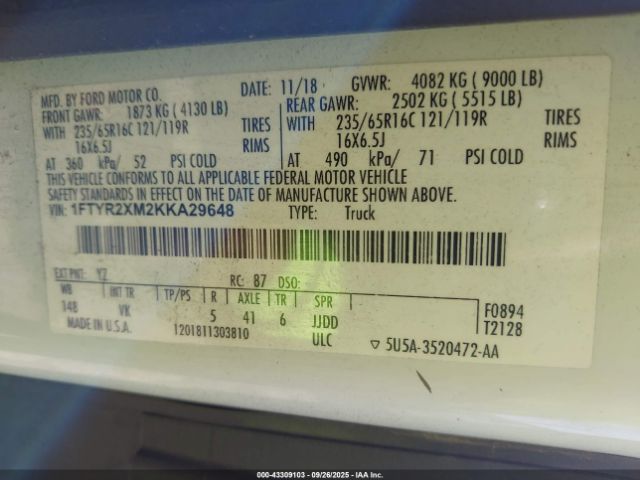 MFD. BY FORD MOTOR CO. DATE: 11/18 GVWR: 4082 KG ( 9000 LB)
FRONT GAWR: 1873 KG ( 4130 LB) REAR GAWR: 2502 KG ( 5515 LB)
WITH 235/65R16C 121/119R TIRES WITH 235/65R16C 121/119R TIRES
16X6.5J RIMS 16X6.5J RIMS
AT 360 kPa/ 52 PSI COLD AT 490 kPa/ 71 PSI COLD
THIS VEHICLE CONFORMS TO ALL APPLICABLE FEDERAL MOTOR VEHICLE
SAFETY STANDARDS IN EFFECT ON THE DATE OF MANUFACTURE SHOWN ABOVE.
VIN: 1FTYR2XM2KKA29648 TYPE: Truck
EXT PNT: YZ RC: 87 DSO:
WB INT TR TP/PS R AXLE TR SPR
148 VK 5 41 6 JJDD
F0894
T2128
MADE IN U.S.A. 1201811303810 ULC ▽ 5U5A-3520472-AA
000-43309103 - 09/26/2025 - IAAI.com